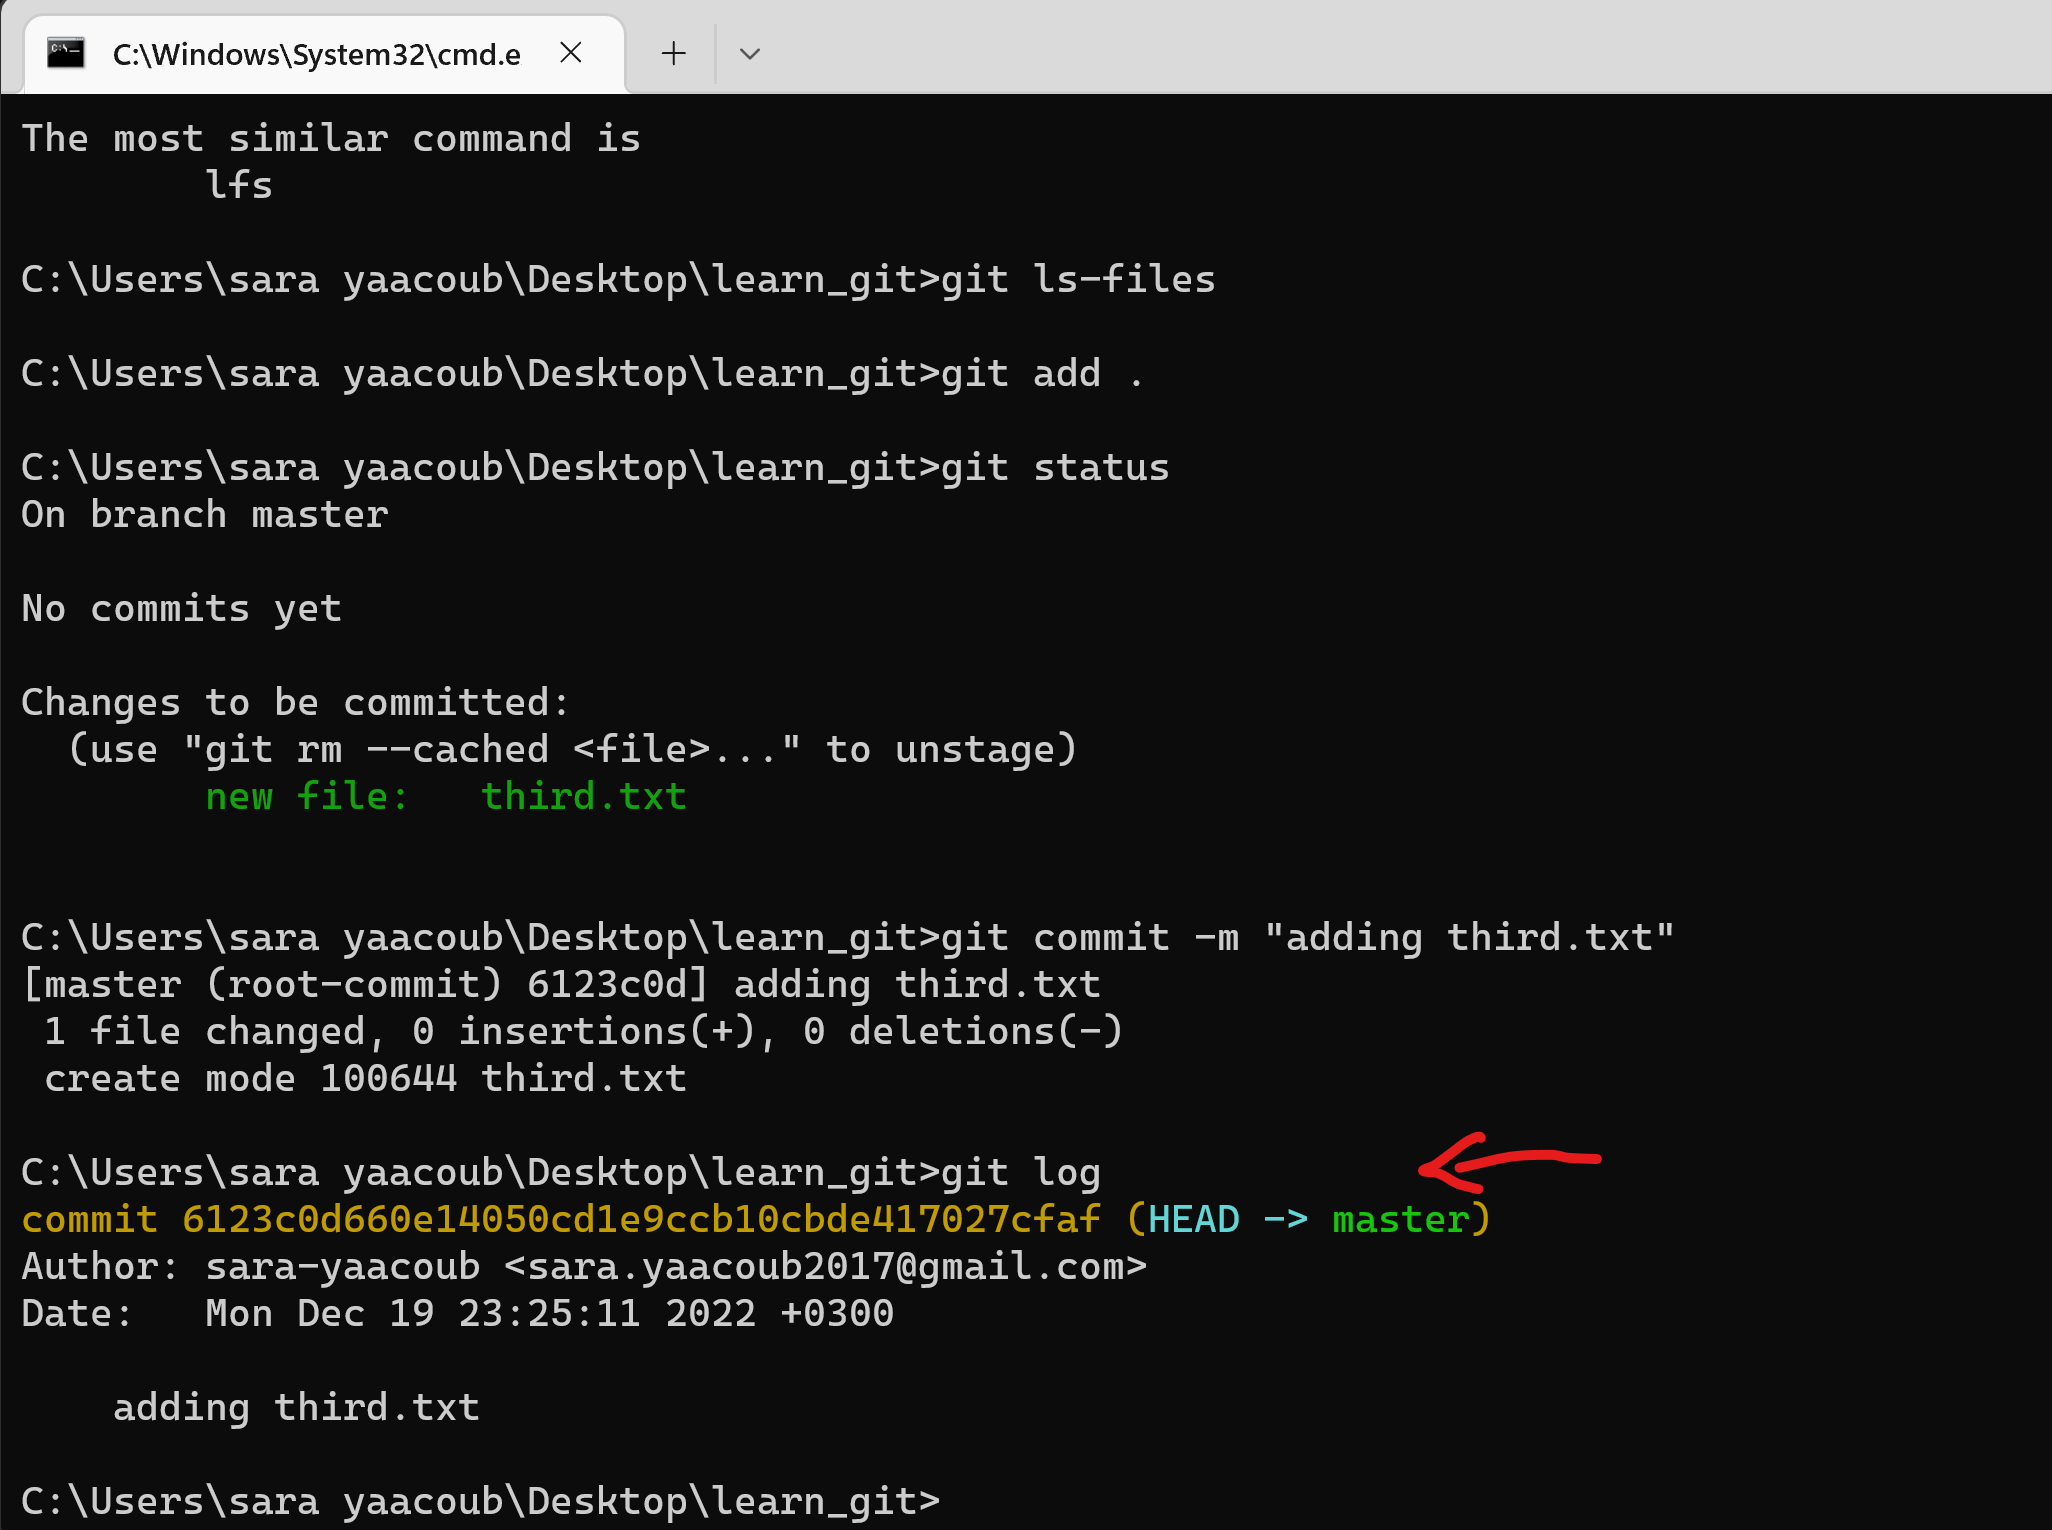 C:\Windows\System32\cmd.e
The most similar command is
        lfs
C:\Users\sara yaacoub\Desktop\learn_git>git ls-files
C:\Users\sara yaacoub\Desktop\learn_git>git add .
C:\Users\sara yaacoub\Desktop\learn_git>git status
On branch master
No commits yet
Changes to be committed:
  (use "git rm --cached <file>..." to unstage)
        new file:   third.txt
C:\Users\sara yaacoub\Desktop\learn_git>git commit -m "adding third.txt"
[master (root-commit) 6123c0d] adding third.txt
 1 file changed, 0 insertions(+), 0 deletions(-)
 create mode 100644 third.txt
C:\Users\sara yaacoub\Desktop\learn_git>git log
commit 6123c0d660e14050cd1e9ccb10cbde417027cfaf (HEAD -> master)
Author: sara-yaacoub <sara.yaacoub2017@gmail.com>
Date:   Mon Dec 19 23:25:11 2022 +0300
    adding third.txt
C:\Users\sara yaacoub\Desktop\learn_git>